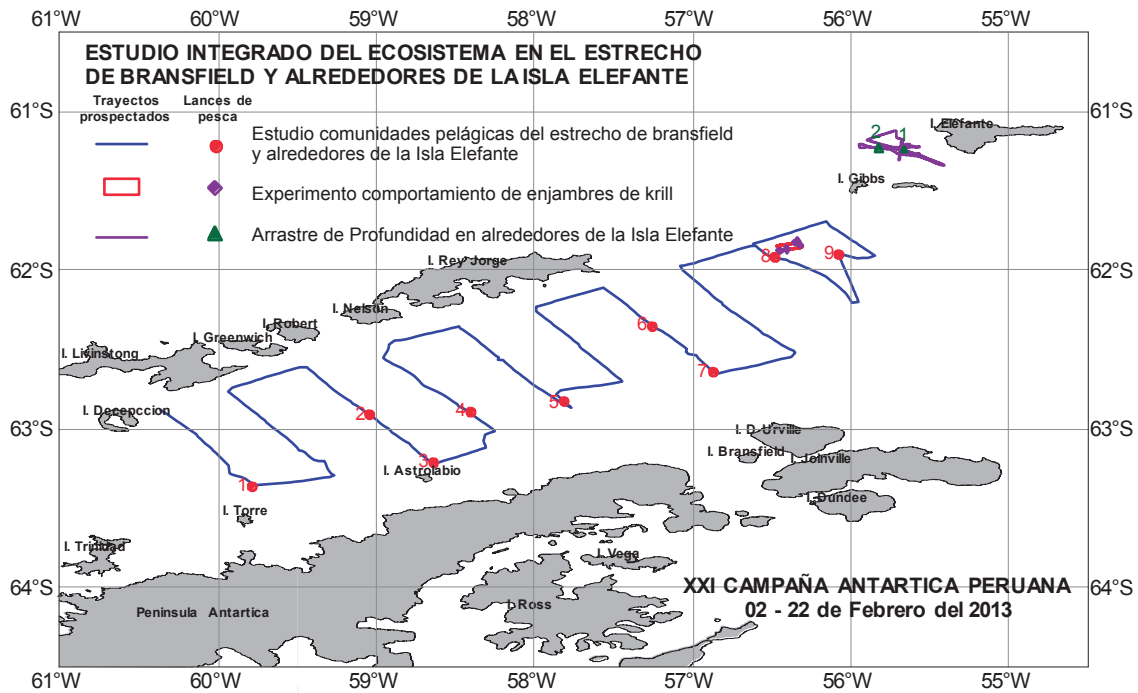 61°W 60°W 59°W 58°W 57°W 56°W 55°W
ESTUDIO INTEGRADO DEL ECOSISTEMA EN EL ESTRECHO
DE BRANSFIELD Y ALREDEDORES DE LA ISLA ELEFANTE
Trayectos prospectados
Lances de pesca
Estudio comunidades pelágicas del estrecho de bransfield
y alrededores de la Isla Elefante
Experimento comportamiento de enjambres de krill
Arrastre de Profundidad en alrededores de la Isla Elefante
61°S 61°S
2 1
I. Elefante
I. Gibbs
62°S 62°S
8 9
I. Rey Jorge
I. Nelson
I. Robert
I. Greenwich
I. Livinstong
6
7
I. Decepccion
2 4 5
63°S 63°S
I. D. Urville
I. Bransfield
I. Joinville
3
I. Astrolabio
1
I. Dundee
I. Torre
I. Trinidad
I. Vega
64°S 64°S
XXI CAMPAÑA ANTARTICA PERUANA
02 - 22 de Febrero del 2013
I. Ross
Peninsula Antartica
61°W 60°W 59°W 58°W 57°W 56°W 55°W